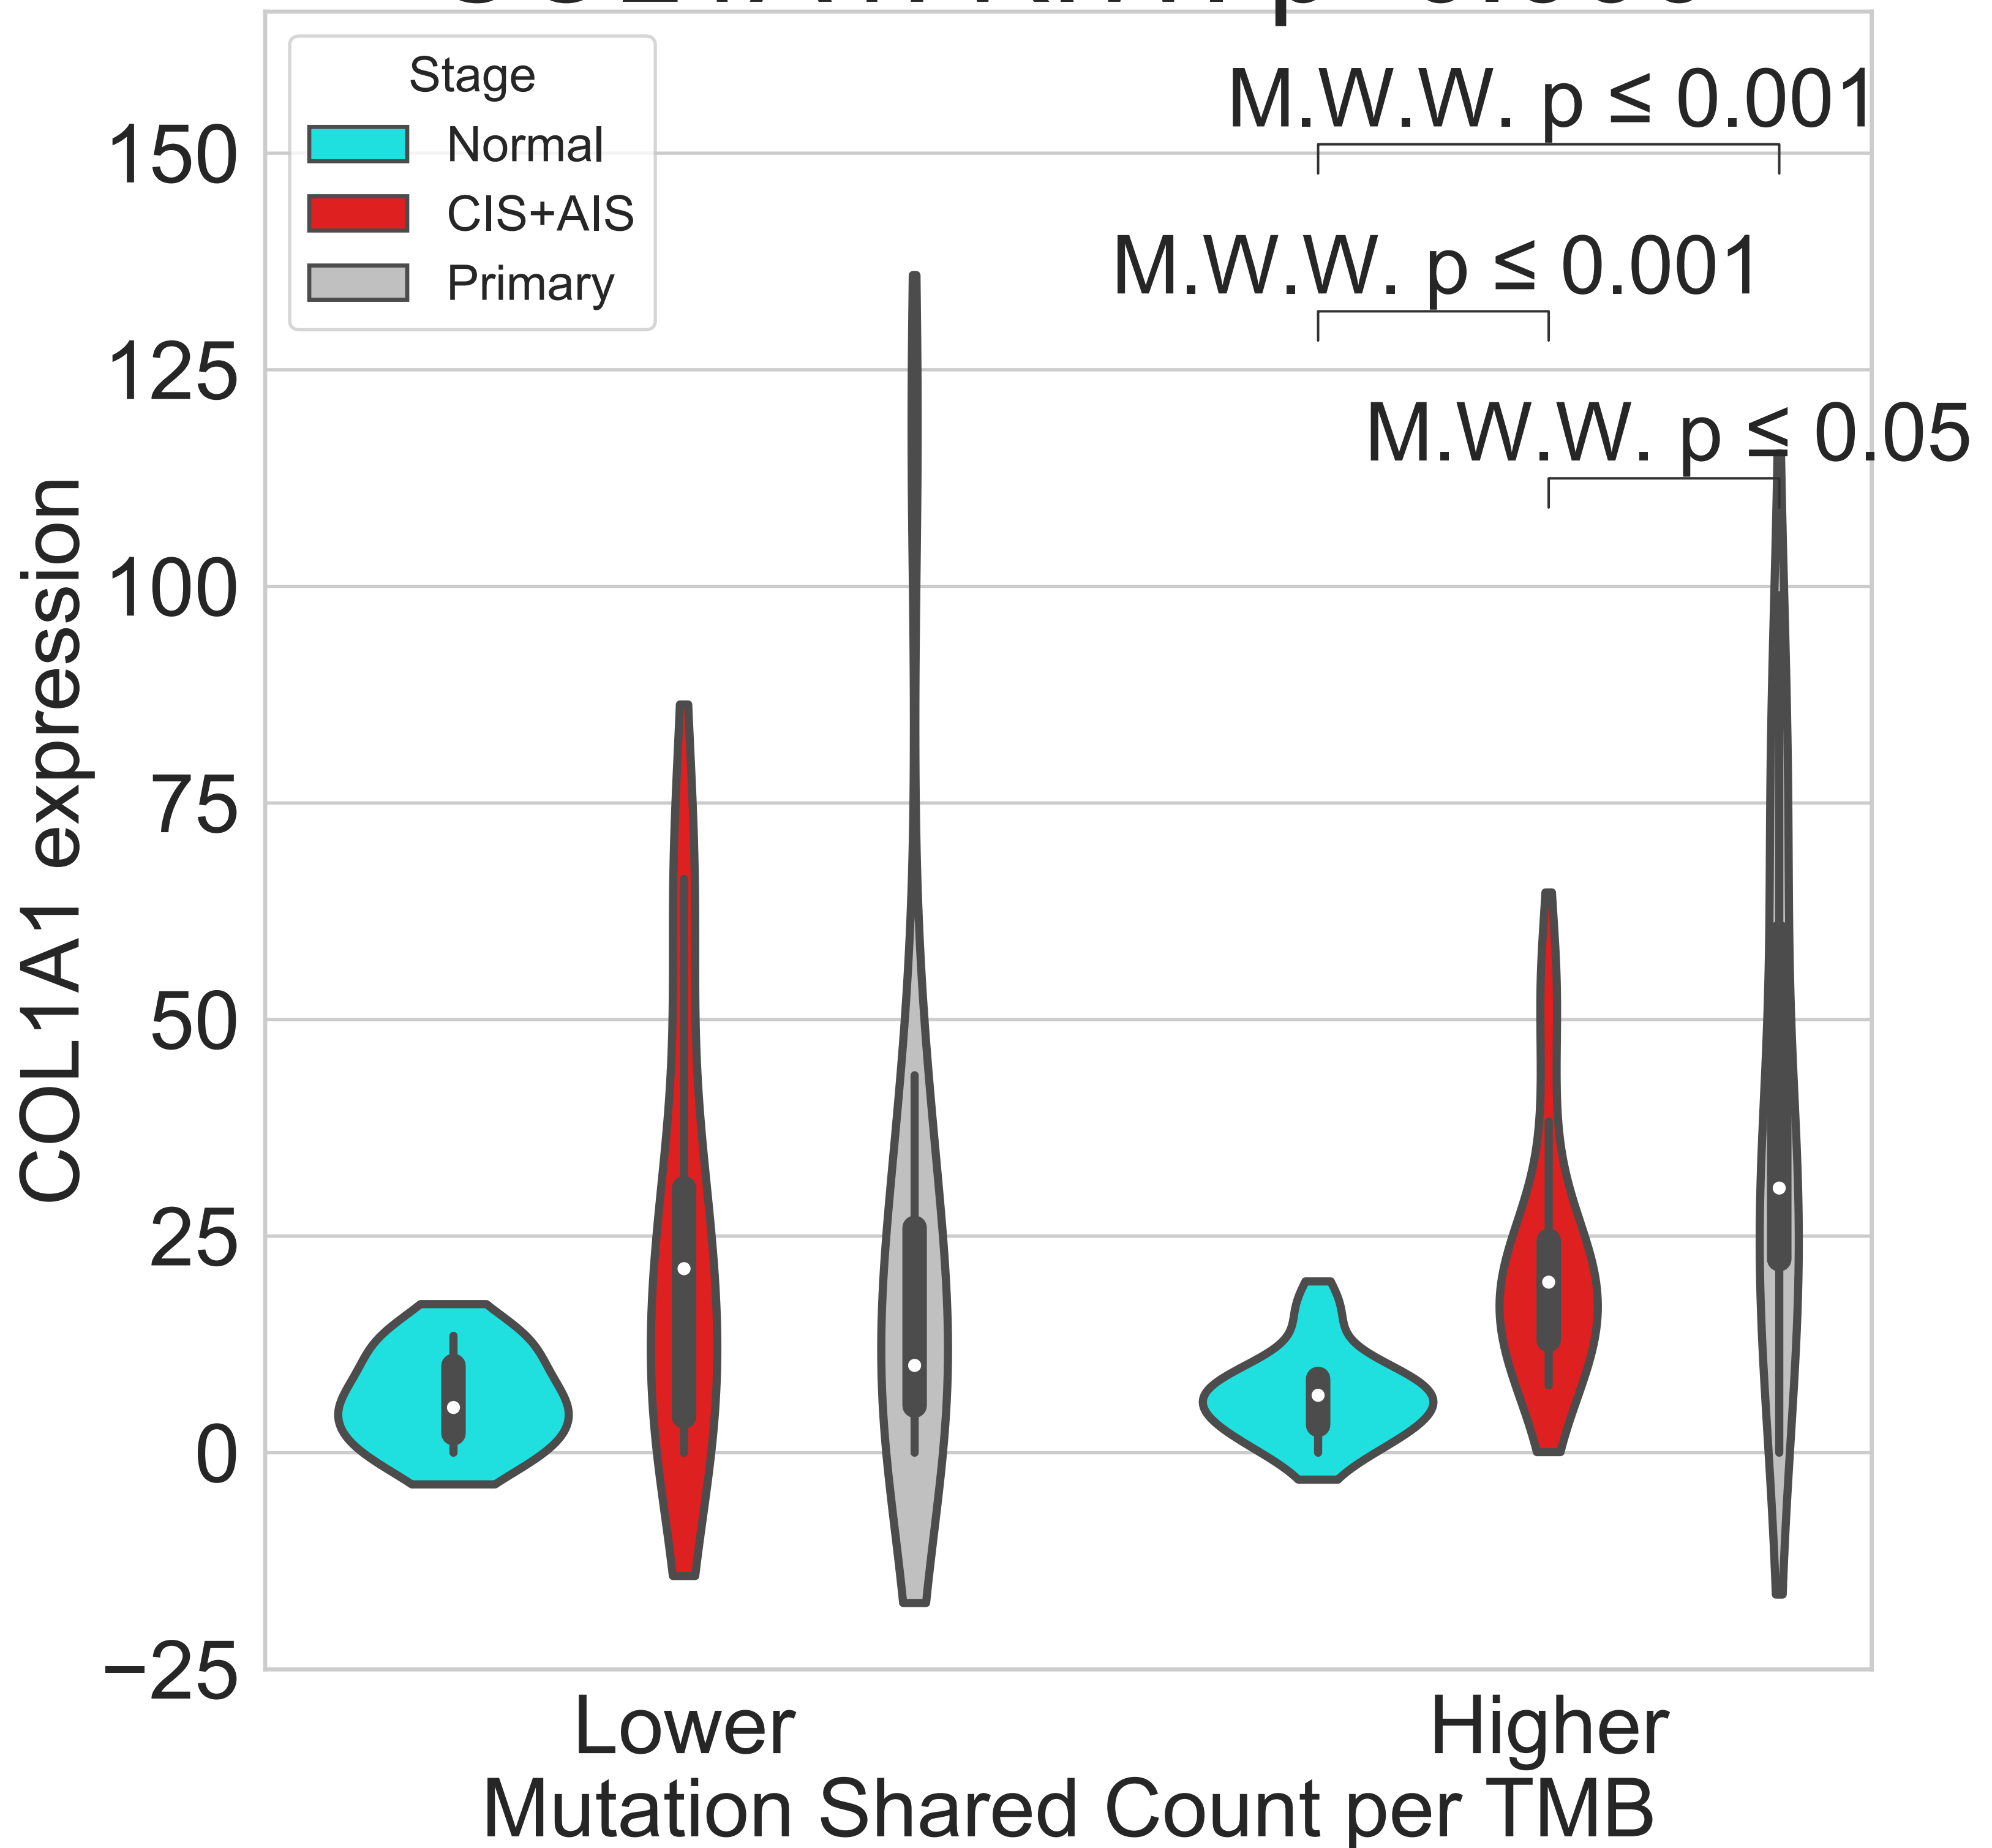 Stage
Normal
CIS+AIS
Primary
M.W.W. p ≤ 0.001
M.W.W. p ≤ 0.001
M.W.W. p ≤ 0.05
150
125
100
75
50
25
0
−25
COL1A1 expression
Lower
Higher
Mutation Shared Count per TMB